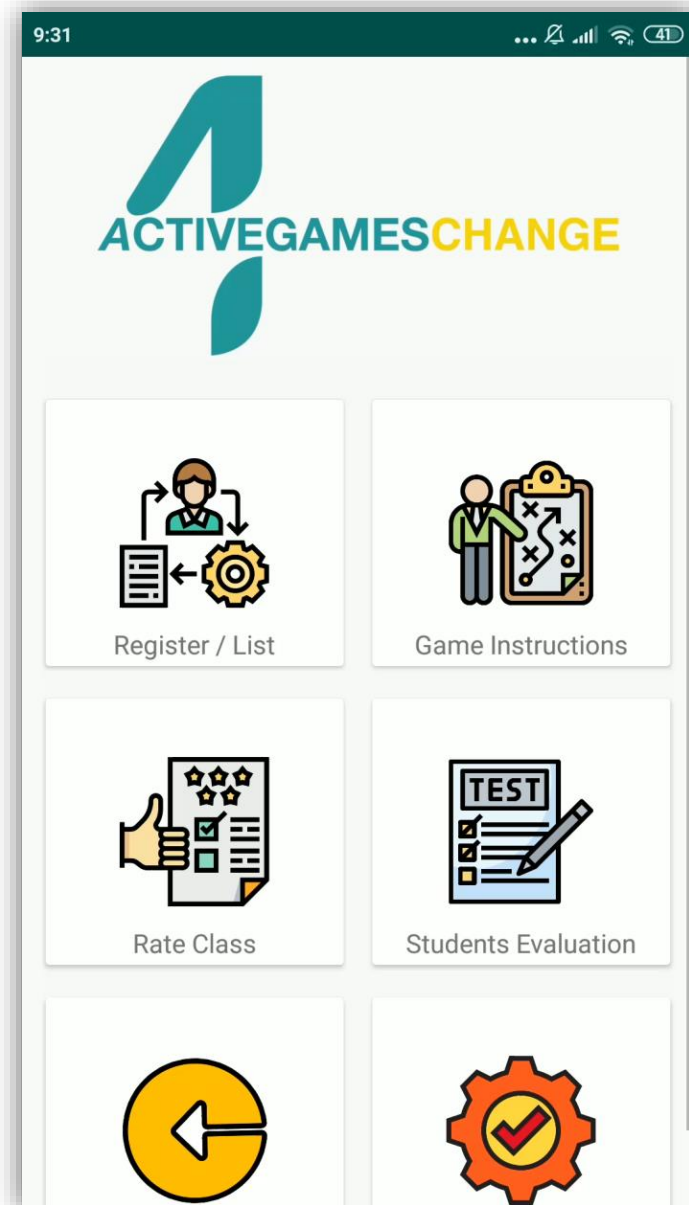 9:31
41
ACTIVEGAMESCHANGE
Register / List
Game Instructions
Rate Class
TEST
Students Evaluation